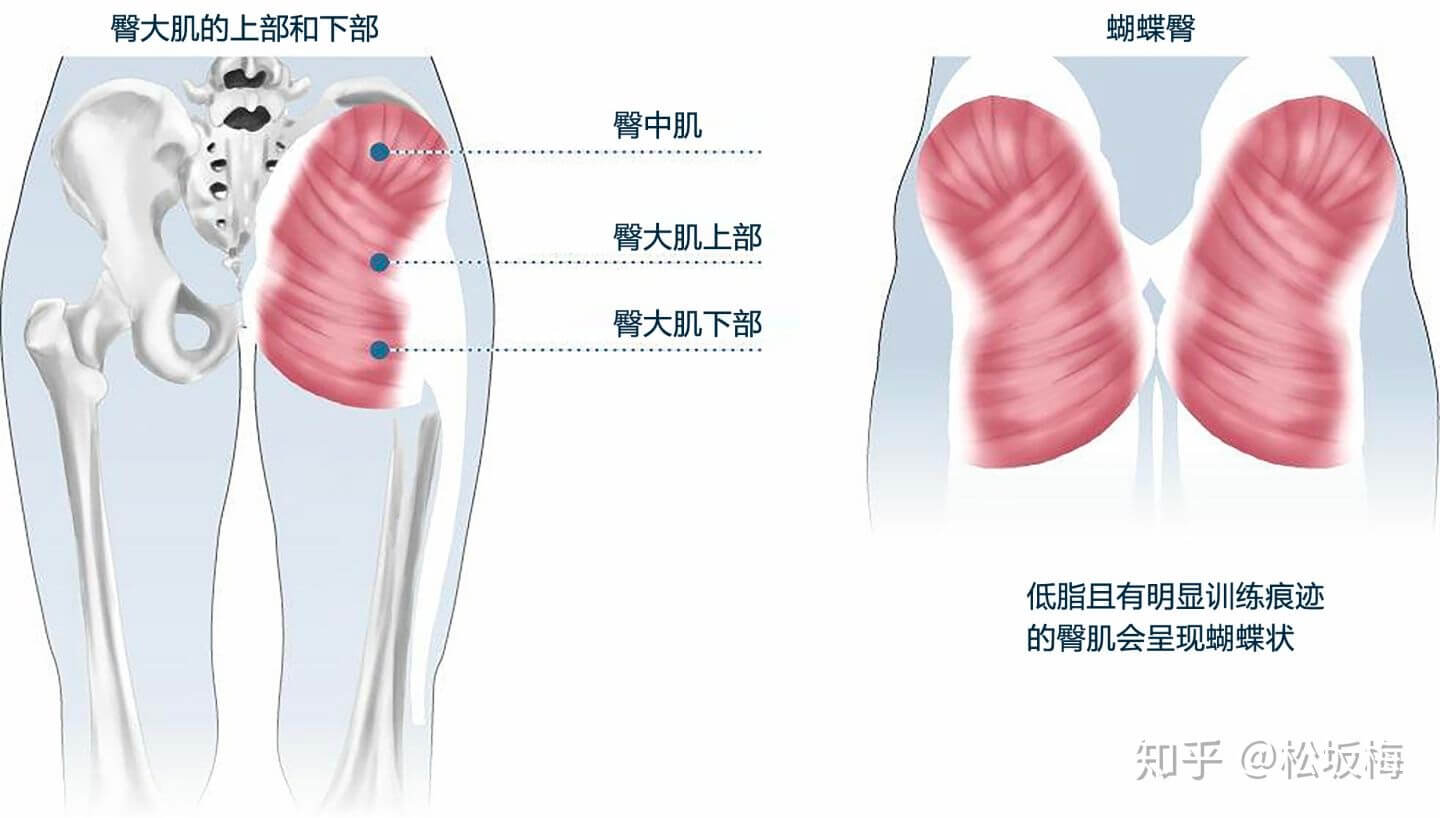 臀大肌的上部和下部
蝴蝶臀
臀中肌
臀大肌上部
臀大肌下部
低脂且有明显训练痕迹
的臀肌会呈现蝴蝶状
知乎 @松坂梅